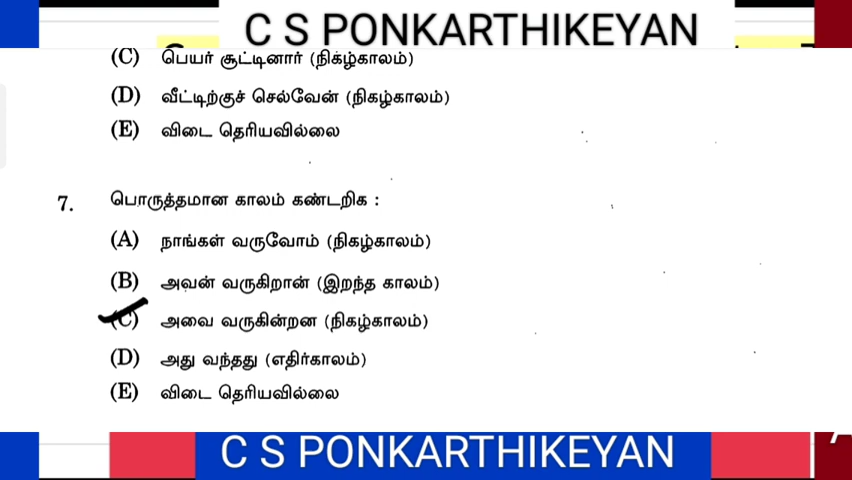 C S PONKARTHIKEYAN
(C) பெயர் சூட்டினார் (நிகழ்காலம்)
(D) வீட்டிற்குச் செல்வேன் (நிகழ்காலம்)
(E) விடை தெரியவில்லை
7. பொருத்தமான காலம் கண்டறிக :
(A) நாங்கள் வருவோம் (நிகழ்காலம்)
(B) அவன் வருகிறான் (இறந்த காலம்)
(C) அவை வருகின்றன (நிகழ்காலம்)
(D) அது வந்தது (எதிர்காலம்)
(E) விடை தெரியவில்லை
C S PONKARTHIKEYAN